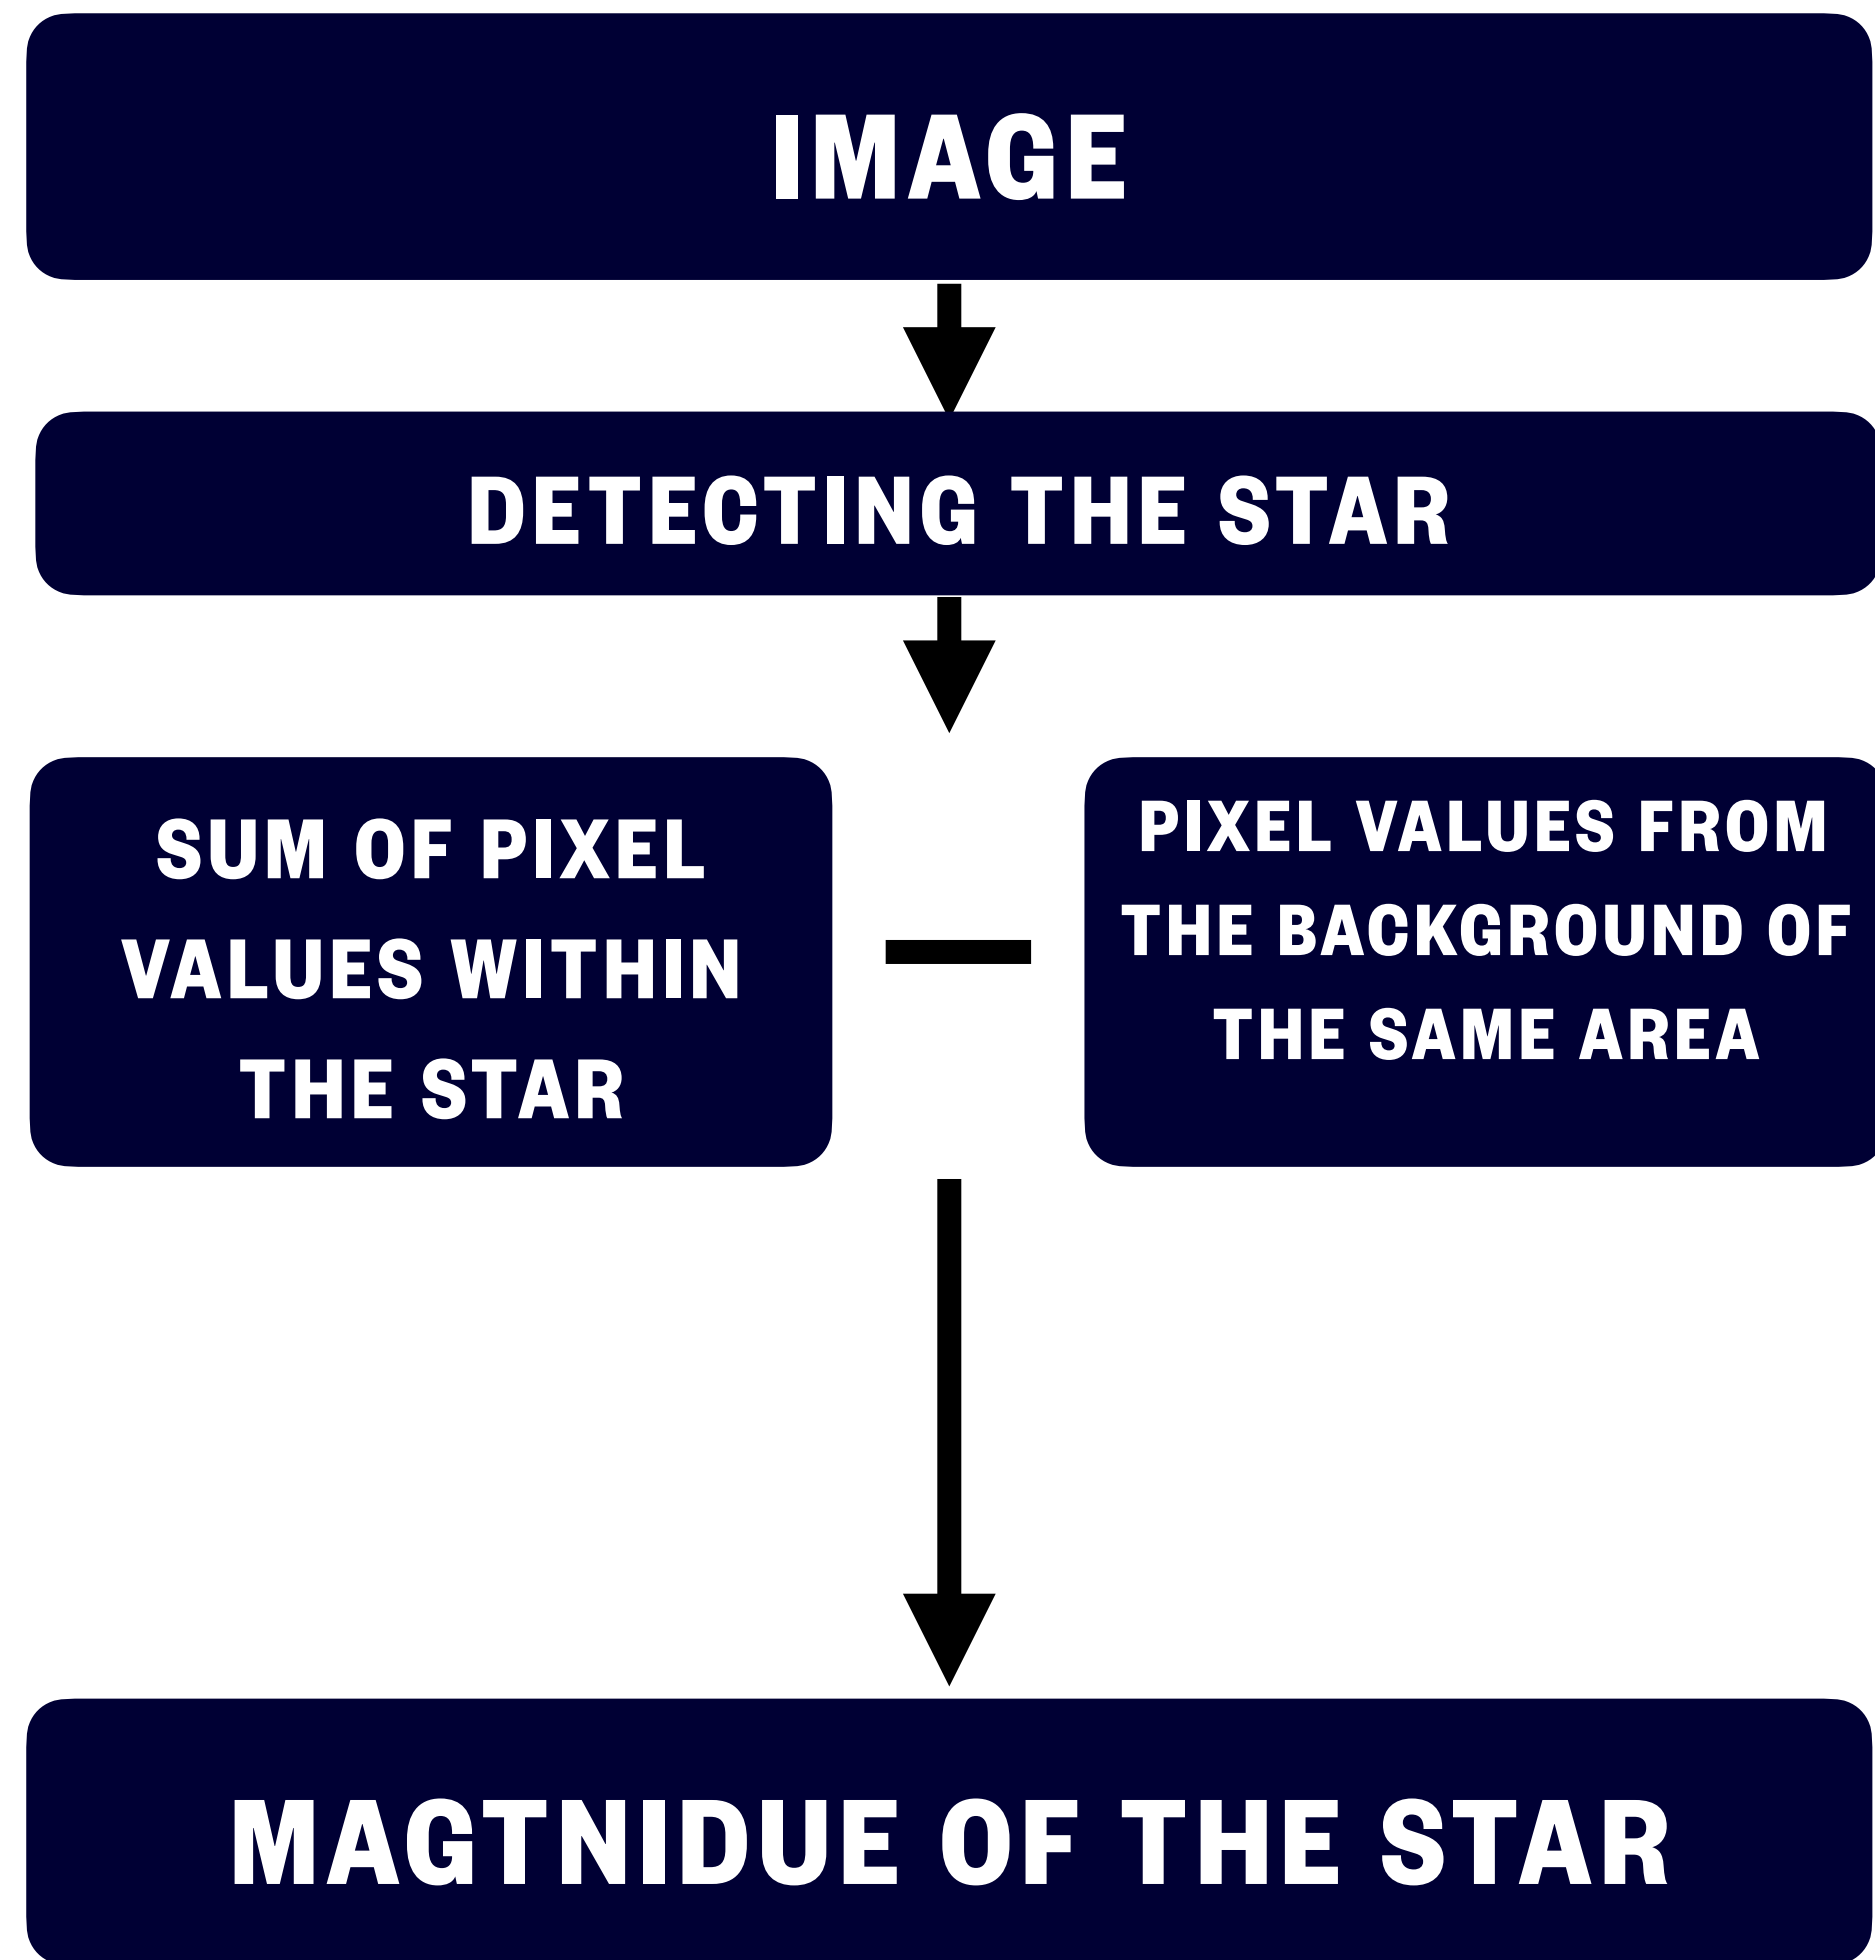 IMAGE
DETECTING THE STAR
SUM OF PIXEL
VALUES WITHIN
THE STAR
PIXEL VALUES FROM
THE BACKGROUND OF
THE SAME AREA
MAGTNIDUE OF THE STAR